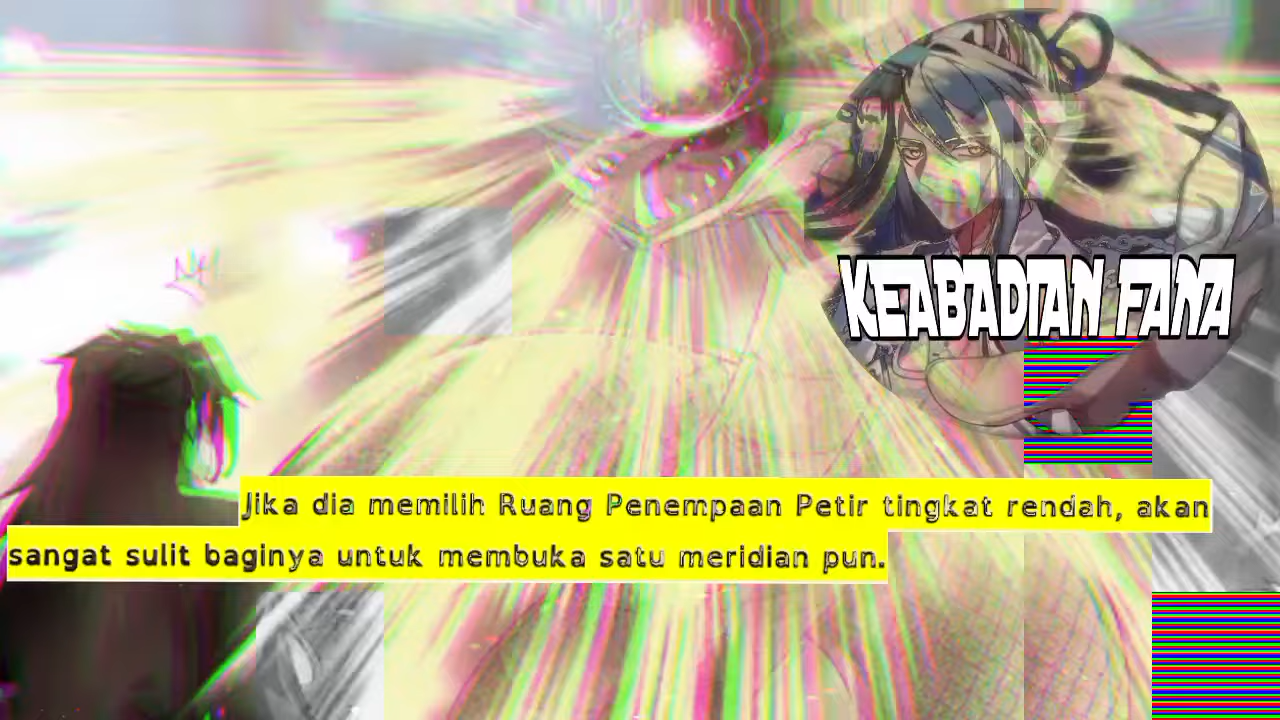 KEABADIAN FANA
Jika dia memilih Ruang Penempaan Petir tingkat rendah, akan
sangat sulit baginya untuk membuka satu meridian pun.